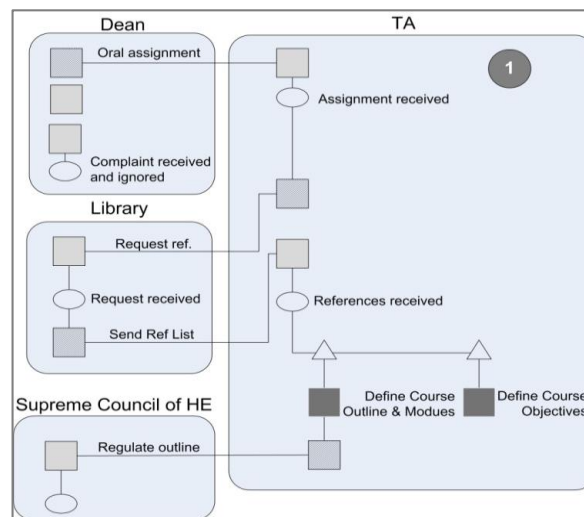 Dean
TA
Oral assignment
1
Assignment received
Complaint received
and ignored
Library
Request ref.
Request received
References received
Send Ref List
Define Course
Outline & Modues
Define Course
Objectives
Supreme Council of HE
Regulate outline